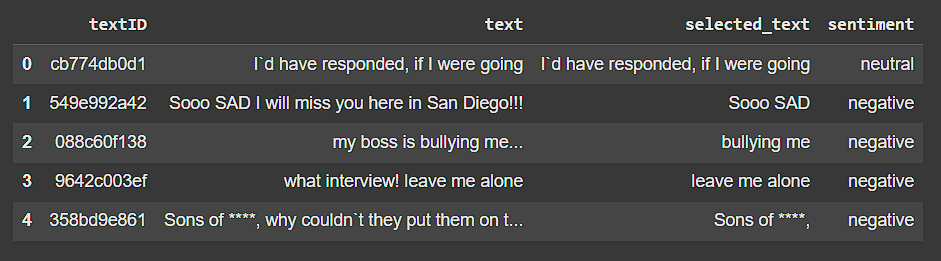 textID text selected_text sentiment
0 cb774db0d1 I`d have responded, if I were going I`d have responded, if I were going neutral
1 549e992a42 Sooo SAD I will miss you here in San Diego!!! Sooo SAD negative
2 088c60f138 my boss is bullying me... bullying me negative
3 9642c003ef what interview! leave me alone leave me alone negative
4 358bd9e861 Sons of ****, why couldn`t they put them on t... Sons of ****, negative